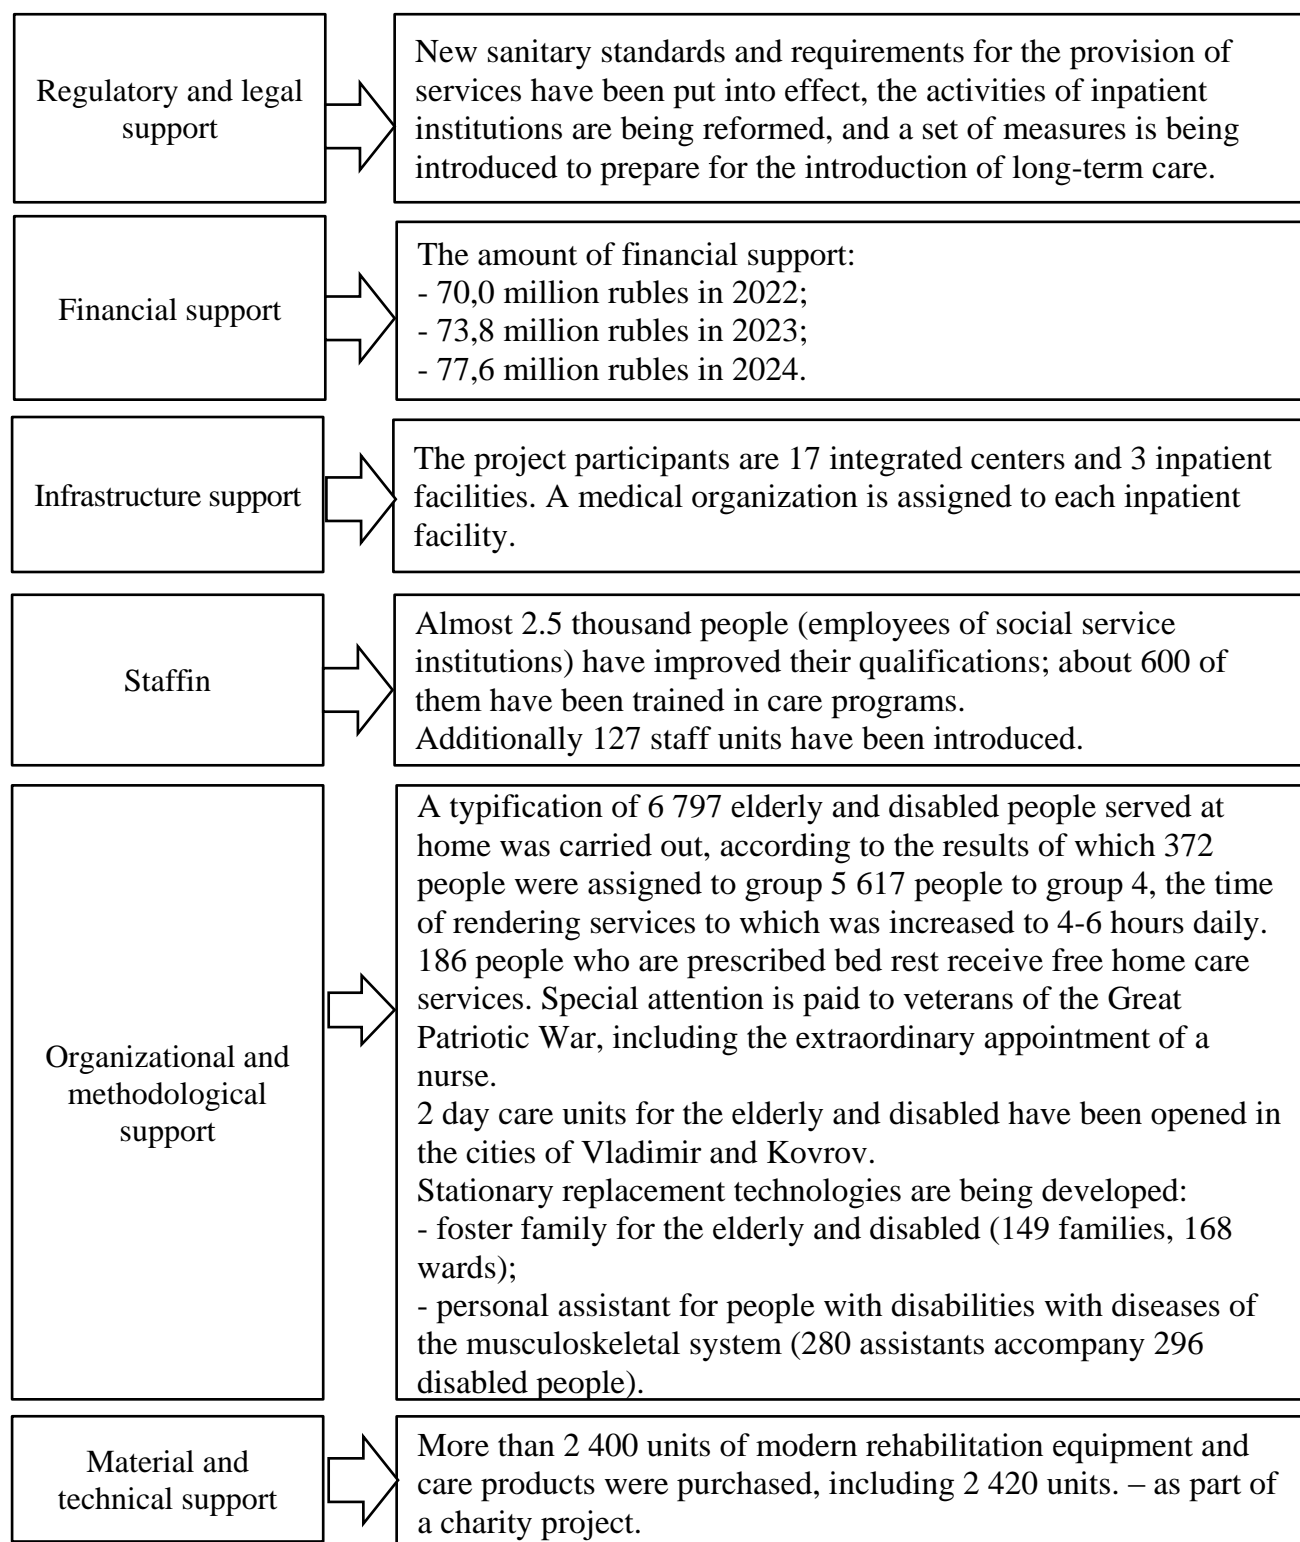 Regulatory and legal
support
New sanitary standards and requirements for the provision of
services have been put into effect, the activities of inpatient
institutions are being reformed, and a set of measures is being
introduced to prepare for the introduction of long-term care.
Financial support
The amount of financial support:
- 70,0 million rubles in 2022;
- 73,8 million rubles in 2023;
- 77,6 million rubles in 2024.
Infrastructure support
The project participants are 17 integrated centers and 3 inpatient
facilities. A medical organization is assigned to each inpatient
facility.
Staffin
Almost 2.5 thousand people (employees of social service
institutions) have improved their qualifications; about 600 of
them have been trained in care programs.
Additionally 127 staff units have been introduced.
Organizational and
methodological
support
A typification of 6 797 elderly and disabled people served at
home was carried out, according to the results of which 372
people were assigned to group 5 617 people to group 4, the time
of rendering services to which was increased to 4-6 hours daily.
186 people who are prescribed bed rest receive free home care
services. Special attention is paid to veterans of the Great
Patriotic War, including the extraordinary appointment of a
nurse.
2 day care units for the elderly and disabled have been opened in
the cities of Vladimir and Kovrov.
Stationary replacement technologies are being developed:
- foster family for the elderly and disabled (149 families, 168
wards);
- personal assistant for people with disabilities with diseases of
the musculoskeletal system (280 assistants accompany 296
disabled people).
Material and
technical support
More than 2 400 units of modern rehabilitation equipment and
care products were purchased, including 2 420 units. – as part of
a charity project.